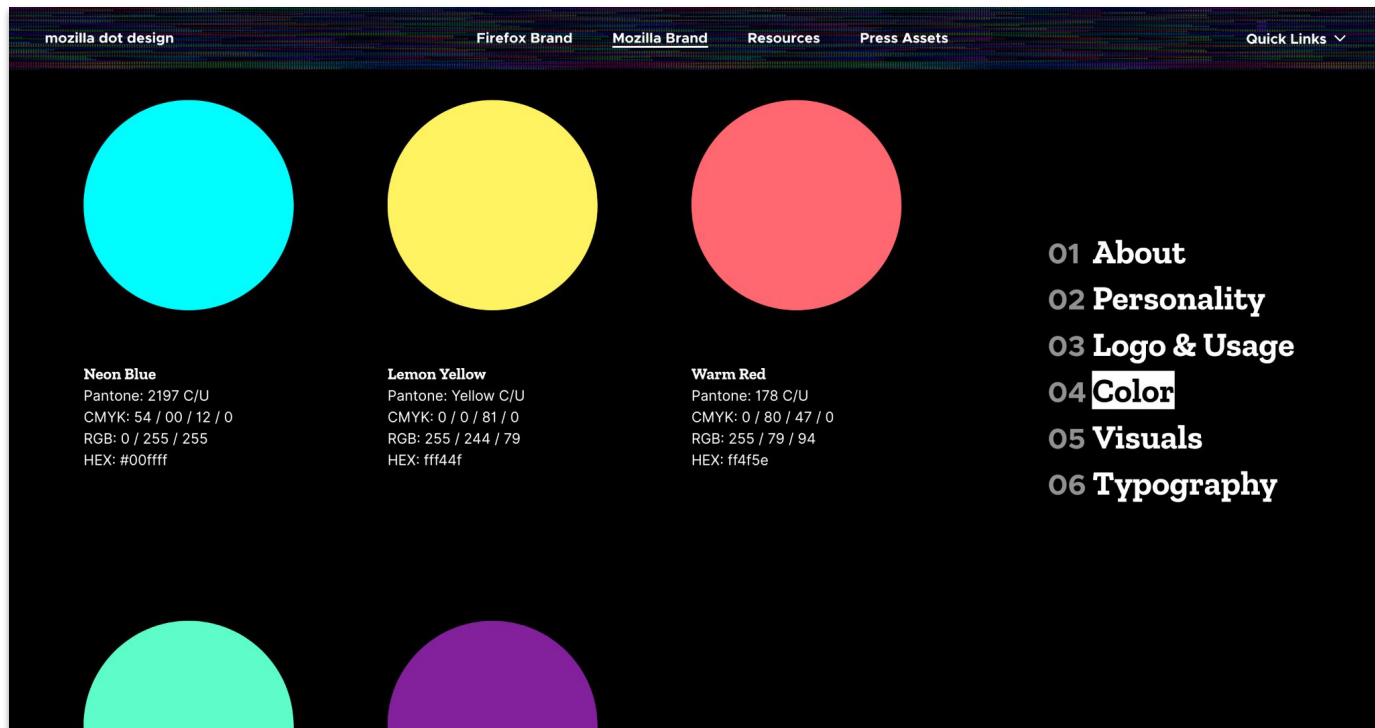 mozilla dot design
Firefox Brand
Mozilla Brand
Resources
Press Assets
Quick Links
Neon Blue
Pantone: 2197 C/U
CMYK: 54 / 00 / 12 / 0
RGB: 0 / 255 / 255
HEX: #00ffff
Lemon Yellow
Pantone: Yellow C/U
CMYK: 0 / 0 / 81 / 0
RGB: 255 / 244 / 79
HEX: fff44f
Warm Red
Pantone: 178 C/U
CMYK: 0 / 80 / 47 / 0
RGB: 255 / 79 / 94
HEX: ff4f5e
01 About
02 Personality
03 Logo & Usage
04 Color
05 Visuals
06 Typography